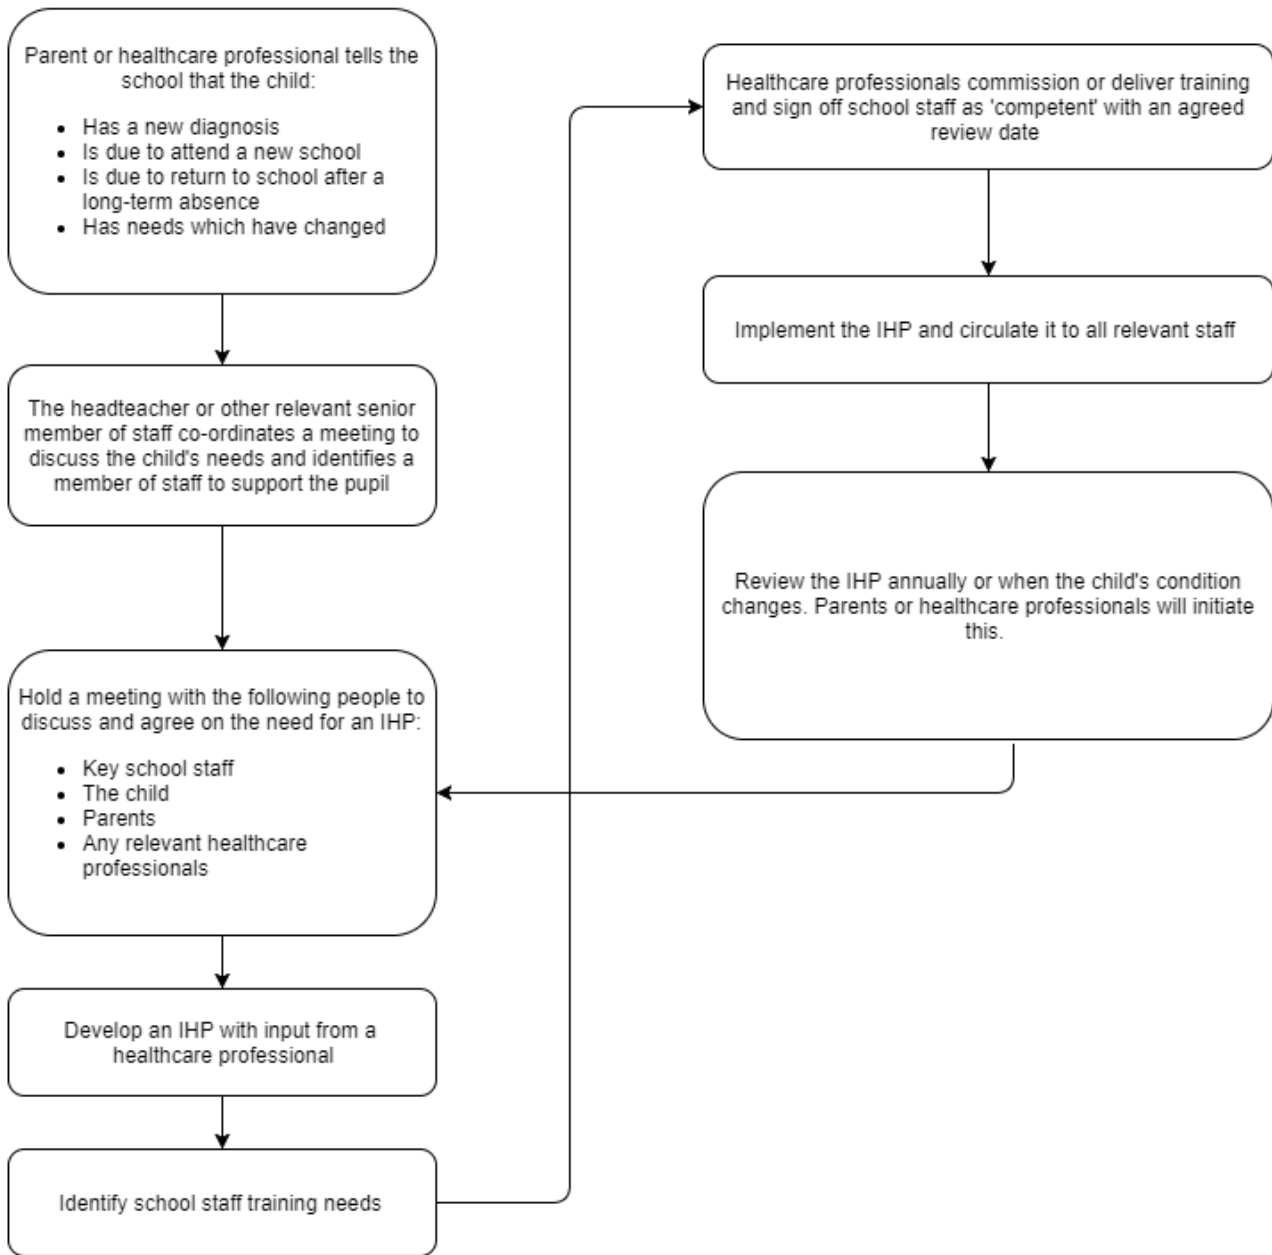 Parent or healthcare professional tells the
school that the child:
• Has a new diagnosis
• Is due to attend a new school
• Is due to return to school after a
long-term absence
• Has needs which have changed
The headteacher or other relevant senior
member of staff co-ordinates a meeting to
discuss the child's needs and identifies a
member of staff to support the pupil
Hold a meeting with the following people to
discuss and agree on the need for an IHP:
• Key school staff
• The child
• Parents
• Any relevant healthcare
professionals
Develop an IHP with input from a
healthcare professional
Identify school staff training needs
Healthcare professionals commission or deliver training
and sign off school staff as 'competent' with an agreed
review date
Implement the IHP and circulate it to all relevant staff
Review the IHP annually or when the child's condition
changes. Parents or healthcare professionals will initiate
this.